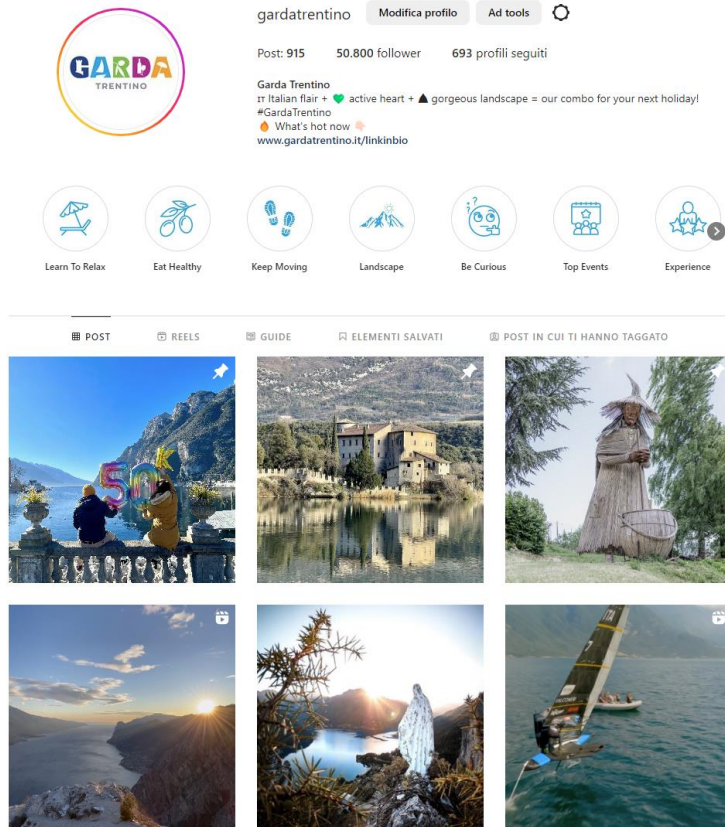 gardatrentino Modifica profilo Ad tools
GARDA
TRENTINO
Post: 915 50.800 follower 693 profili seguiti
Garda Trentino
IT Italian flair + 💚 active heart + ▲ gorgeous landscape = our combo for your next holiday!
#GardaTrentino
🔥 What's hot now 👇🏻
www.gardatrentino.it/linkinbio
Learn To Relax Eat Healthy Keep Moving Landscape Be Curious Top Events Experience
POST REELS GUIDE ELEMENTI SALVATI POST IN CUI TI HANNO TAGGATO
50K